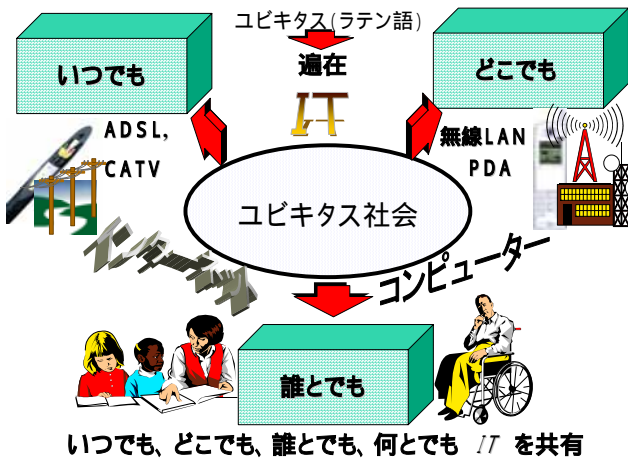 ユビキタス(ラテン語)
遍在
IT
いつでも
どこでも
ADSL,
CATV
無線LAN
PDA
ユビキタス社会
インターネット
コンピューター
誰とでも
いつでも、どこでも、誰とでも、何とでも IT を共有